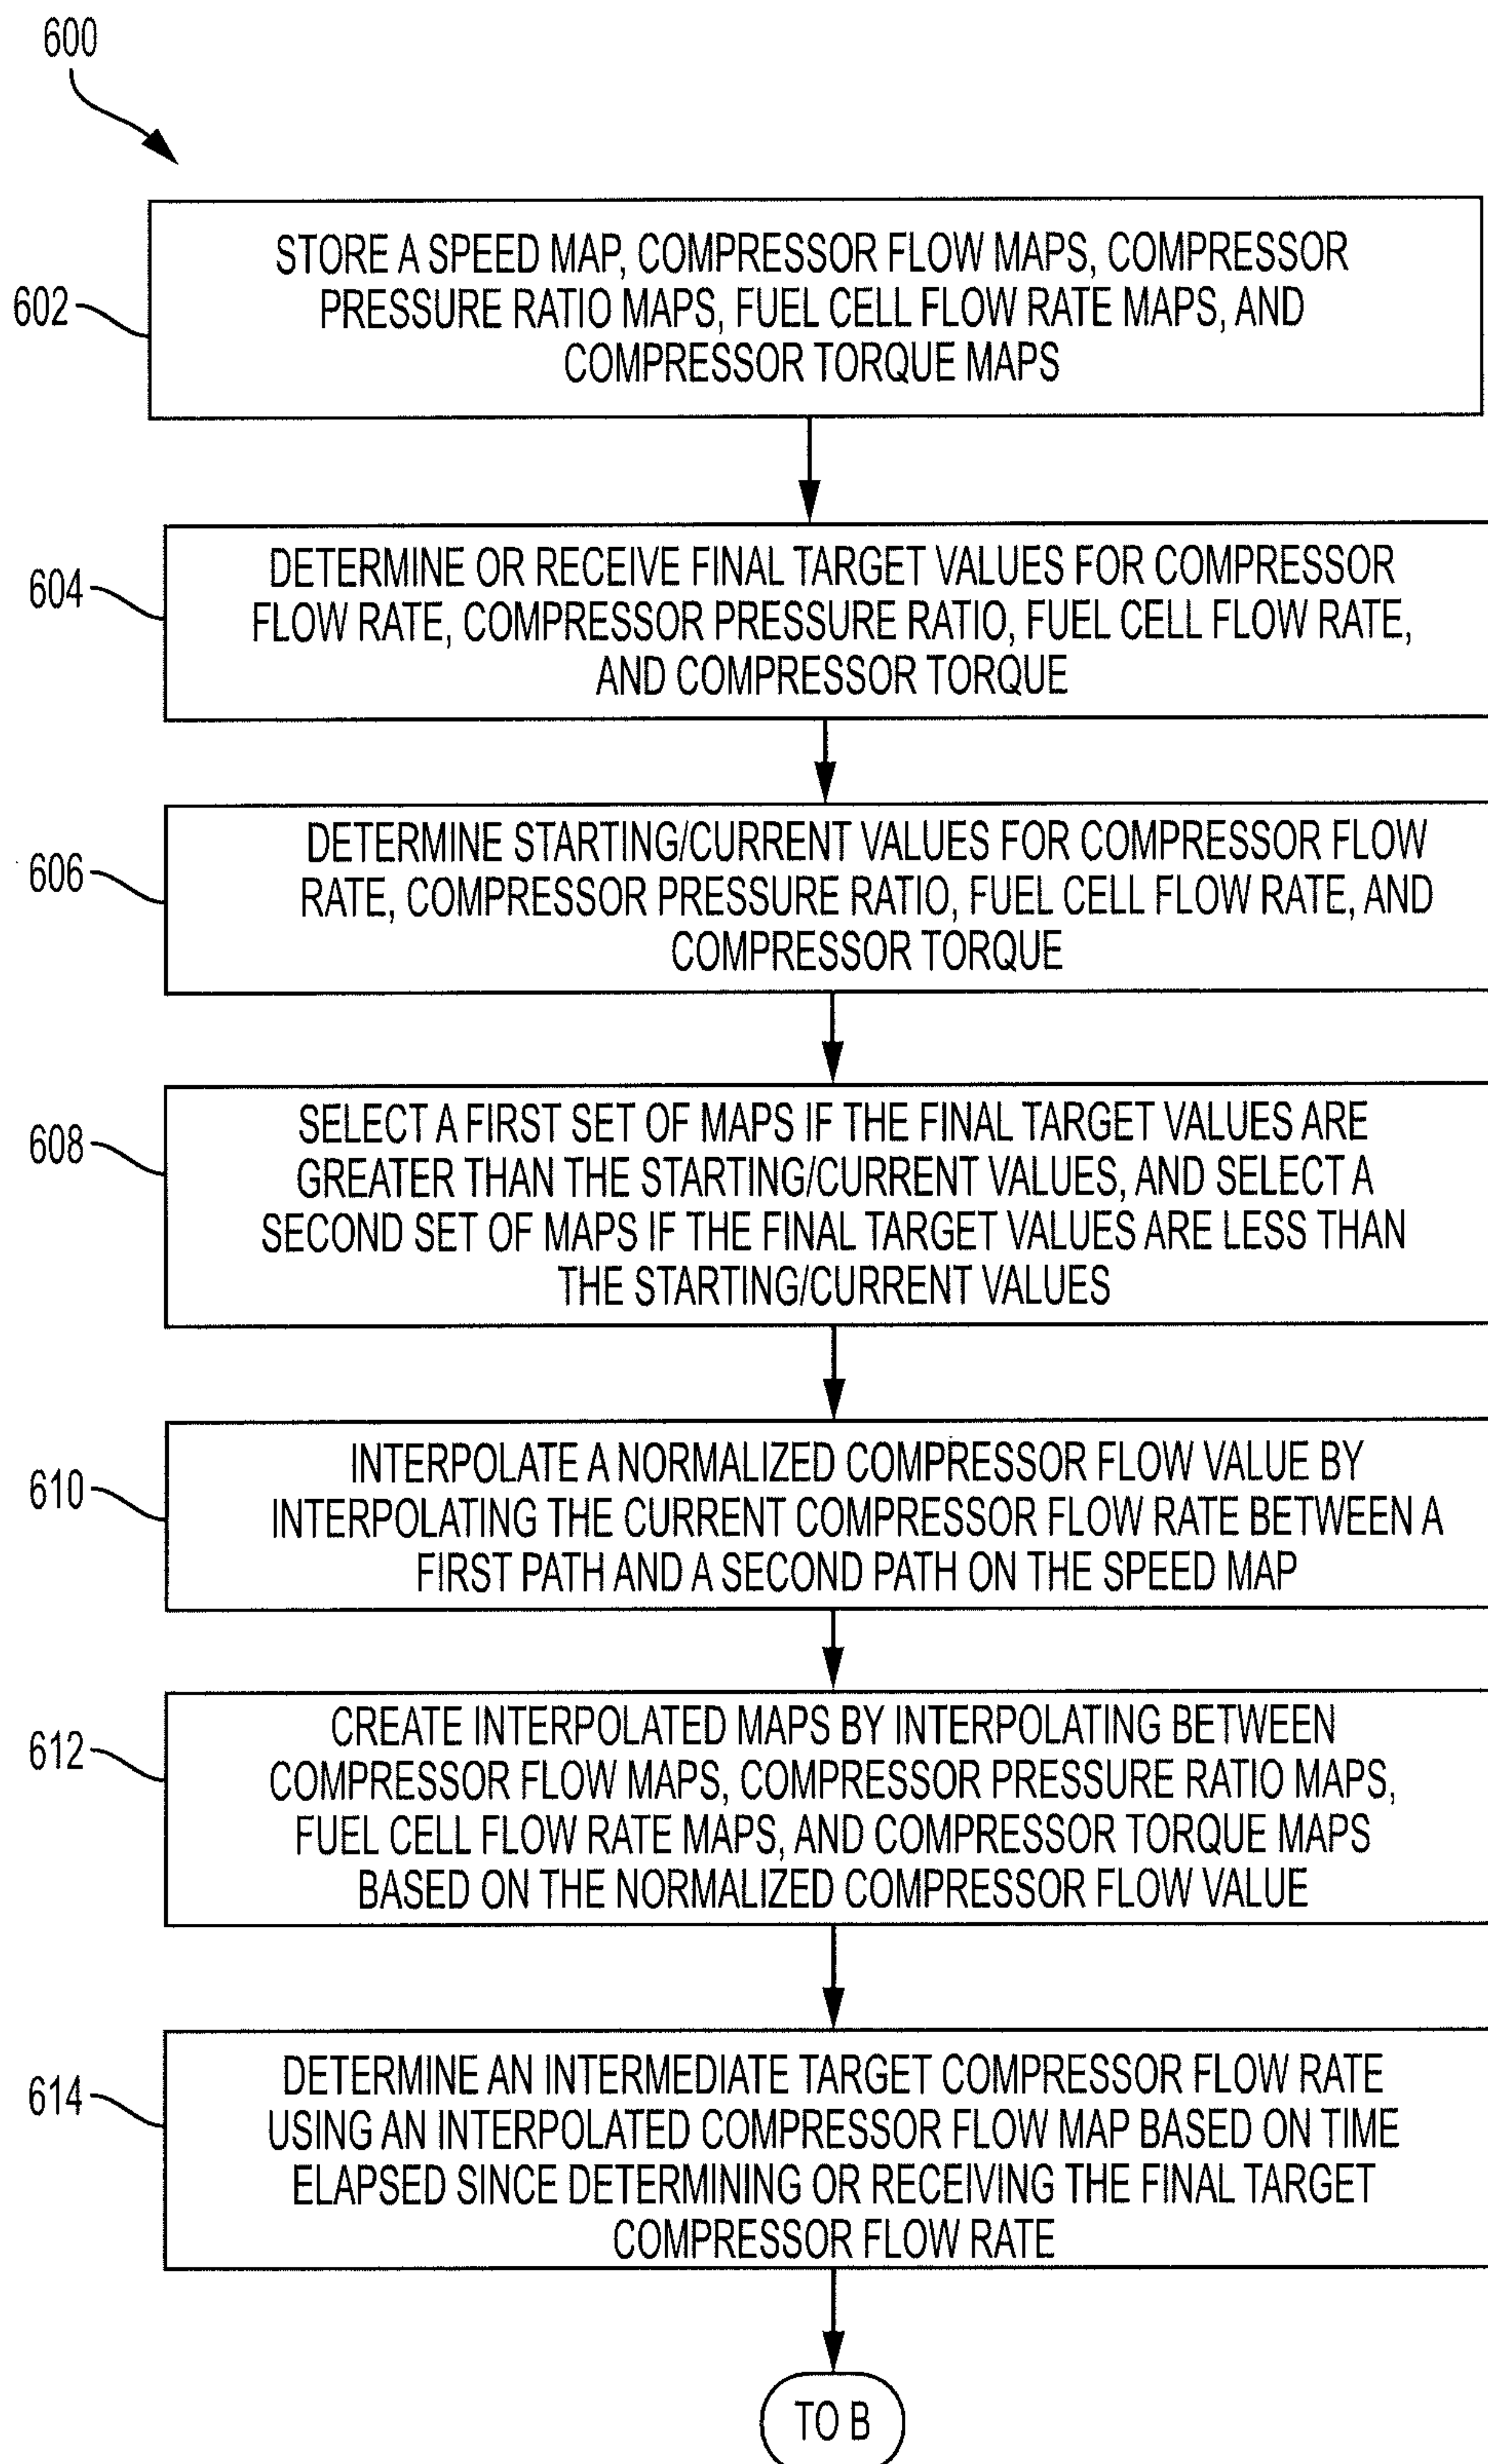 600
602
STORE A SPEED MAP, COMPRESSOR FLOW MAPS, COMPRESSOR
PRESSURE RATIO MAPS, FUEL CELL FLOW RATE MAPS, AND
COMPRESSOR TORQUE MAPS
604
DETERMINE OR RECEIVE FINAL TARGET VALUES FOR COMPRESSOR
FLOW RATE, COMPRESSOR PRESSURE RATIO, FUEL CELL FLOW RATE,
AND COMPRESSOR TORQUE
606
DETERMINE STARTING/CURRENT VALUES FOR COMPRESSOR FLOW
RATE, COMPRESSOR PRESSURE RATIO, FUEL CELL FLOW RATE, AND
COMPRESSOR TORQUE
608
SELECT A FIRST SET OF MAPS IF THE FINAL TARGET VALUES ARE
GREATER THAN THE STARTING/CURRENT VALUES, AND SELECT A
SECOND SET OF MAPS IF THE FINAL TARGET VALUES ARE LESS THAN
THE STARTING/CURRENT VALUES
610
INTERPOLATE A NORMALIZED COMPRESSOR FLOW VALUE BY
INTERPOLATING THE CURRENT COMPRESSOR FLOW RATE BETWEEN A
FIRST PATH AND A SECOND PATH ON THE SPEED MAP
612
CREATE INTERPOLATED MAPS BY INTERPOLATING BETWEEN
COMPRESSOR FLOW MAPS, COMPRESSOR PRESSURE RATIO MAPS,
FUEL CELL FLOW RATE MAPS, AND COMPRESSOR TORQUE MAPS
BASED ON THE NORMALIZED COMPRESSOR FLOW VALUE
614
DETERMINE AN INTERMEDIATE TARGET COMPRESSOR FLOW RATE
USING AN INTERPOLATED COMPRESSOR FLOW MAP BASED ON TIME
ELAPSED SINCE DETERMINING OR RECEIVING THE FINAL TARGET
COMPRESSOR FLOW RATE
TO B